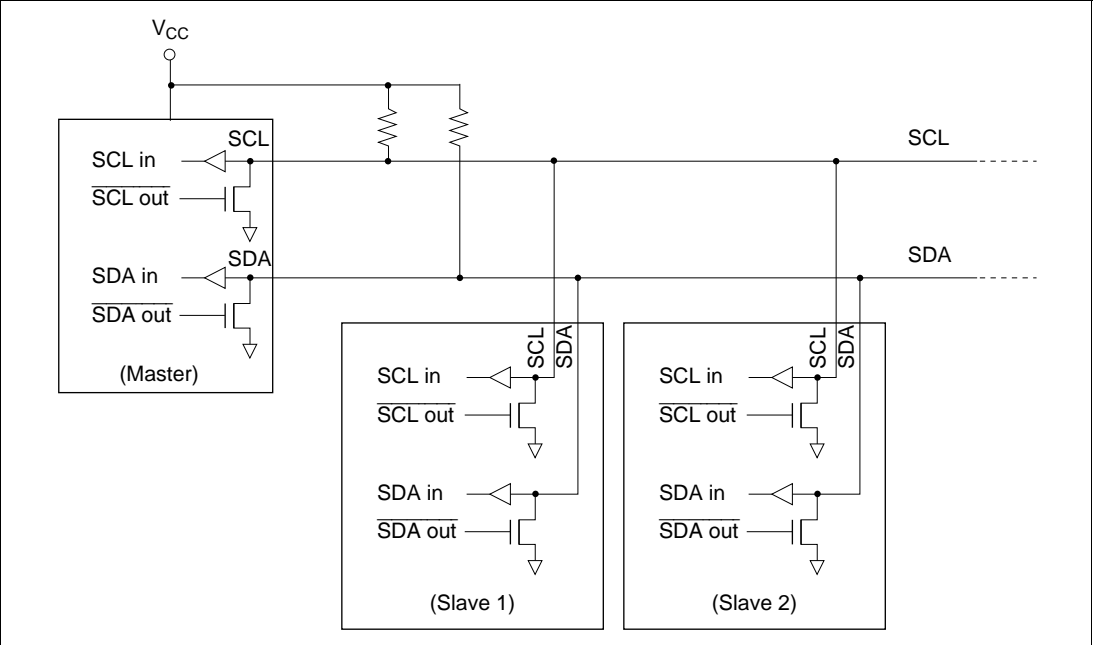 VCC
SCL
SCL in
SCL out
SDA
SDA in
SDA out
(Master)
SCL
SDA
SCL
SDA
SCL in
SCL out
SDA in
SDA out
(Slave 1)
SCL
SDA
SCL in
SCL out
SDA in
SDA out
(Slave 2)